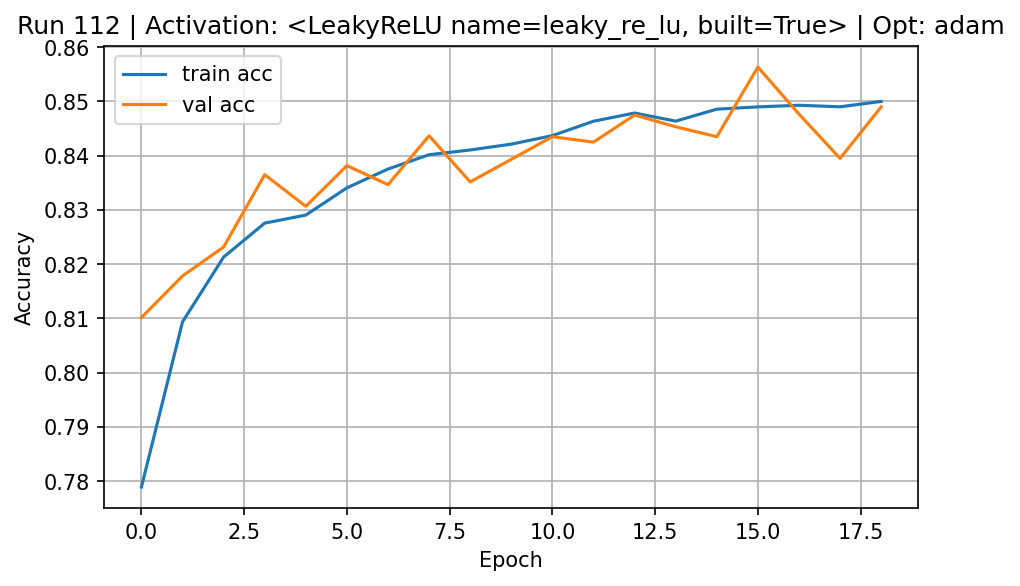 Run 112 | Activation: <LeakyReLU name=leaky_re_lu, built=True> | Opt: adam
train acc
val acc
Accuracy
0.86
0.85
0.84
0.83
0.82
0.81
0.80
0.79
0.78
0.0 2.5 5.0 7.5 10.0 12.5 15.0 17.5
Epoch